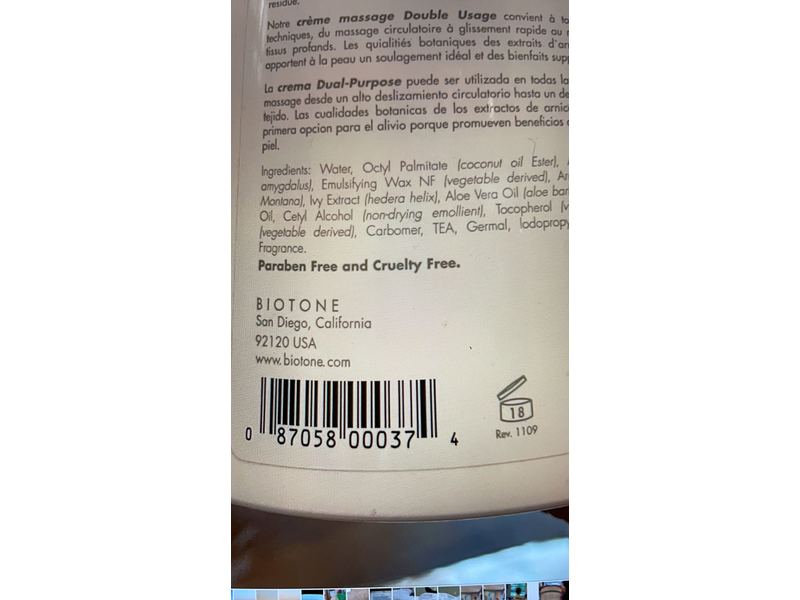 résidue.
Notre crème massage Double Usage convient à to
techniques, du massage circulatoire à glissement rapide au
tissus profands. Les quialitiés botaniques des extraits d'ar
apportent à la peau un soulagement idéal et des bienfaits sup
La crema Dual-Purpose puede ser utilizada en todas la
massage desde un alto deslizamiento circulatorio hasta un de
tejido. Las cualidades botanicas de los extractos de arnic
primera opcion para el alivio porque promueven beneficios
piel.
Ingredients: Water, Octyl Palmitate (coconut oil Ester),
amygdalus), Emulsifying Wax NF (vegetable derived), Ar
Montana), Ivy Extract (hedera helix), Aloe Vera Oil (aloe bar
Oil, Cetyl Alcohol (non-drying emollient), Tocopherol (v
(vegetable derived), Carbomer, TEA, Germal, Iodopropy
Fragrance.
Paraben Free and Cruelty Free.
BIOTONE
San Diego, California
92120 USA
www.biotone.com
0 87058 00037 4
18
Rev. 1109